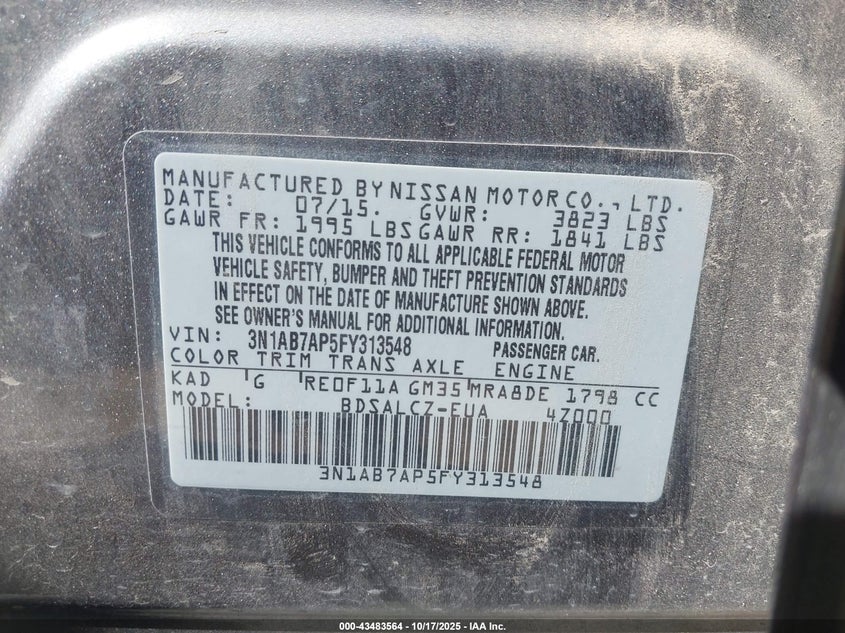 MANUFACTURED BY NISSAN MOTOR CO., LTD.
DATE: 07/15. GVWR: 3823 LBS
GAWR FR: 1995 LBS GAWR RR: 1841 LBS
THIS VEHICLE CONFORMS TO ALL APPLICABLE FEDERAL MOTOR
VEHICLE SAFETY, BUMPER AND THEFT PREVENTION STANDARDS
IN EFFECT ON THE DATE OF MANUFACTURE SHOWN ABOVE.
SEE OWNER'S MANUAL FOR ADDITIONAL INFORMATION.
VIN: 3N1AB7AP5FY313548 PASSENGER CAR.
COLOR TRIM TRANS AXLE ENGINE
KAD G RE0F11A GM35 MRA8DE 1798 CC
MODEL: BDSALCZ-EUA 4Z000
3N1AB7AP5FY313548
000-43483564 | 10/17/2025 | IAA Inc.